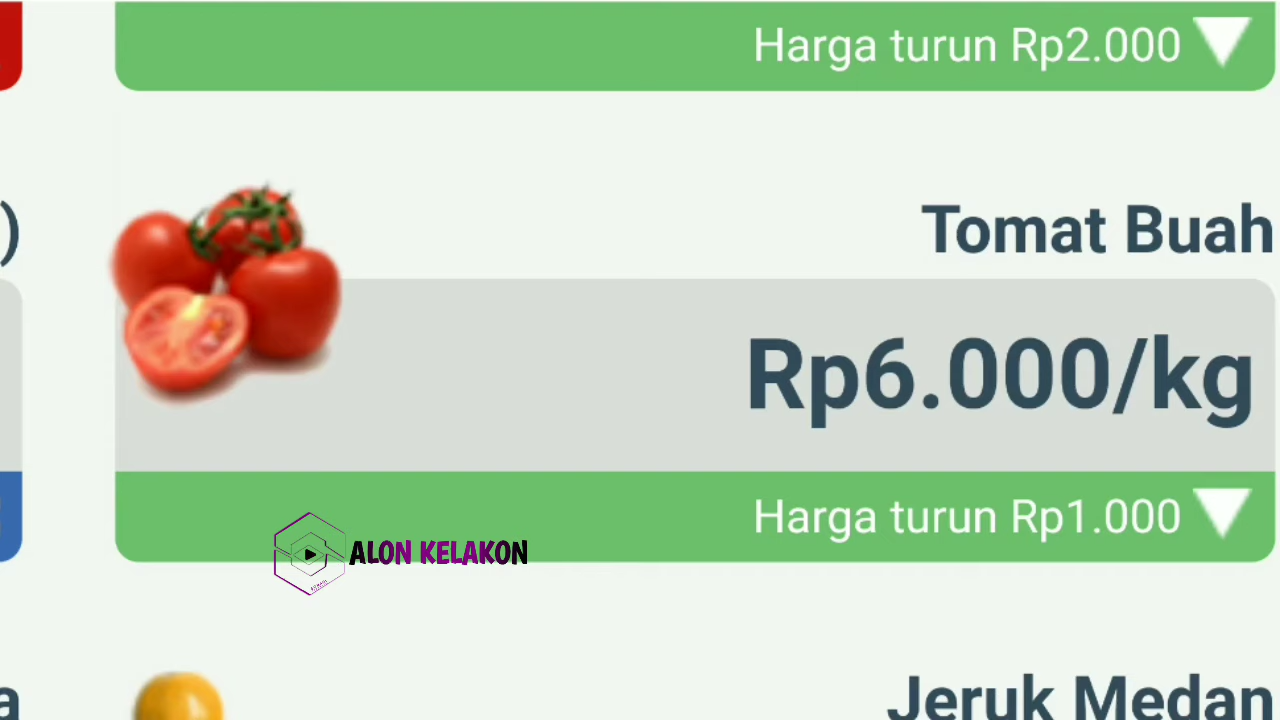 Harga turun Rp2.000
)
Tomat Buah
Rp6.000/kg
Harga turun Rp1.000
ALON KELAKON
a
Jeruk Medan